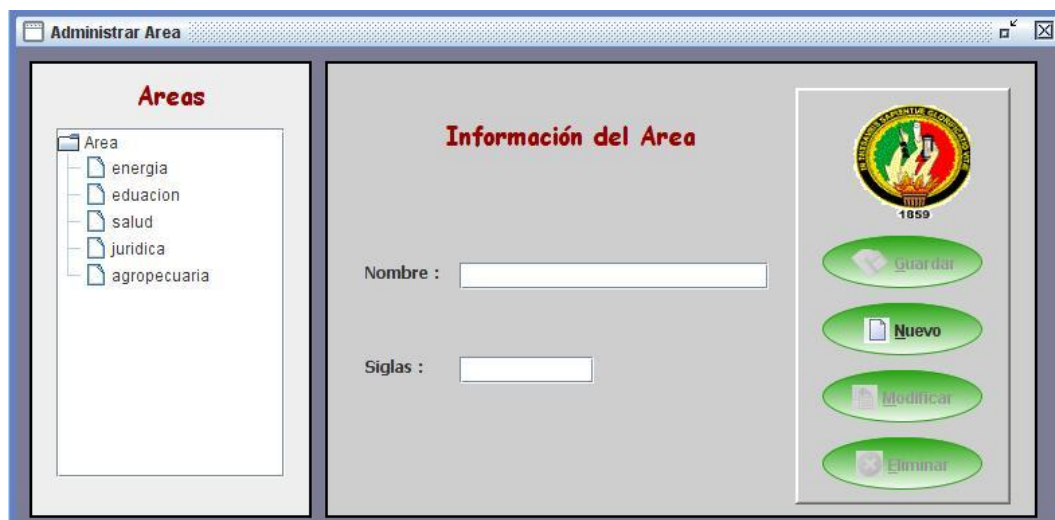 Administrar Area
Areas
Area
energia
eduacion
salud
juridica
agropecuaria
Información del Area
Nombre :
Siglas :
1859
Guardar
Nuevo
Modificar
Eliminar